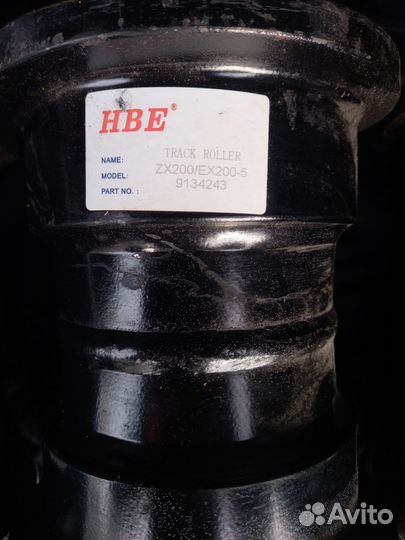 HBE®
NAME: TRACK ROLLER
MODEL: ZX200/EX200-5
PART NO. : 9134243
Avito